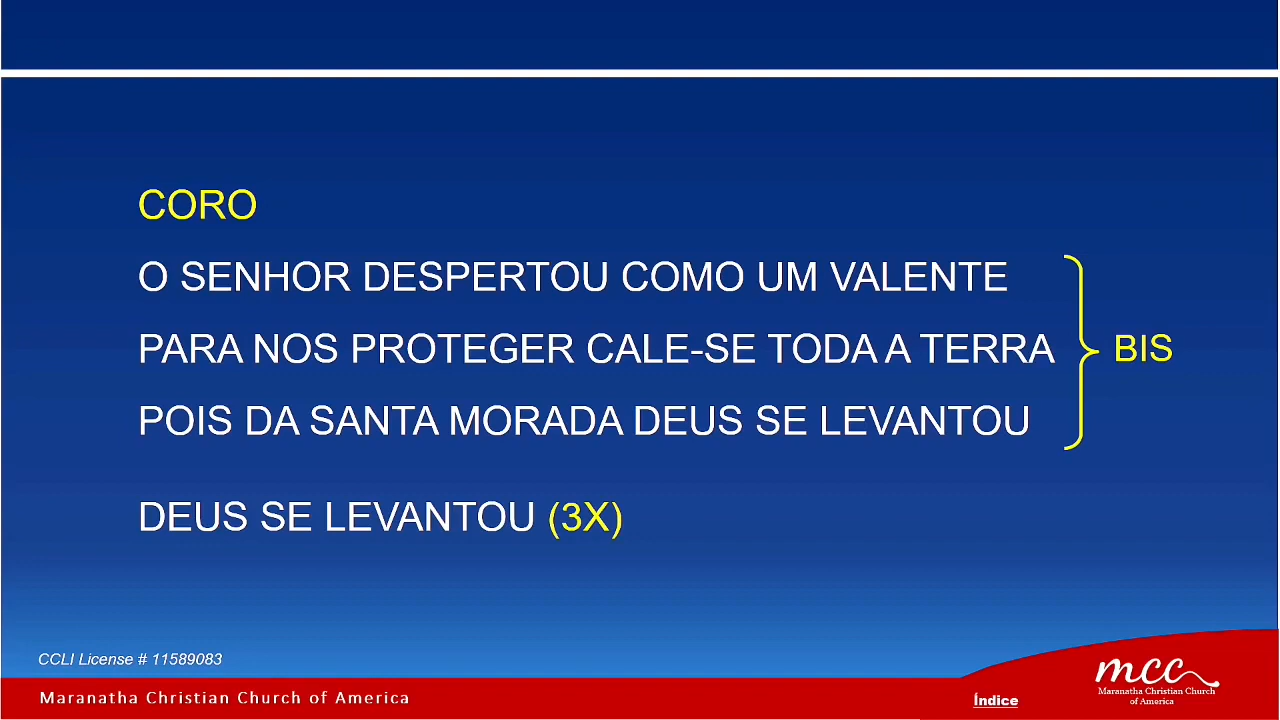 CORO
O SENHOR DESPERTOU COMO UM VALENTE
PARA NOS PROTEGER CALE-SE TODA A TERRA
BIS
POIS DA SANTA MORADA DEUS SE LEVANTOU
DEUS SE LEVANTOU (3X)
CCLI License # 11589083
Maranatha Christian Church of America
Índice
mcc
Maranatha Christian Church
of America